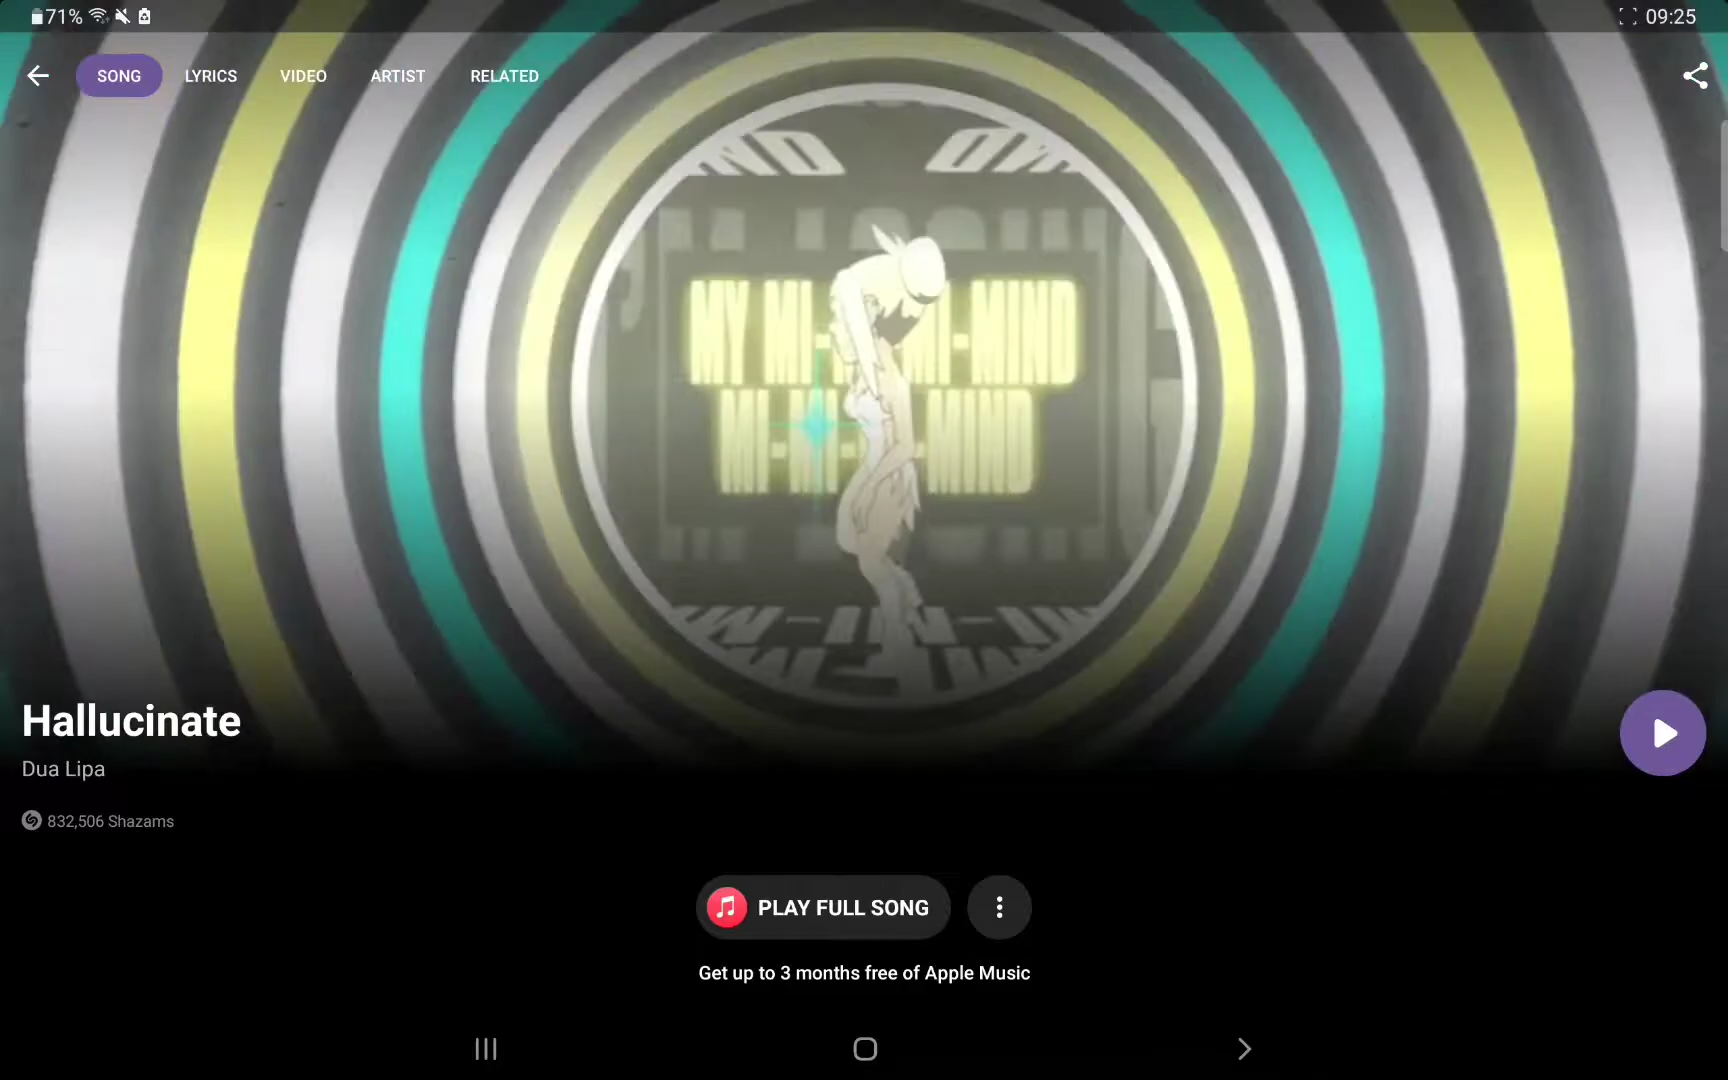 71%
09:25
SONG LYRICS VIDEO ARTIST RELATED
MY MI- MI-MIND
MI-MI- -MIND
Hallucinate
Dua Lipa
832,506 Shazams
PLAY FULL SONG
Get up to 3 months free of Apple Music